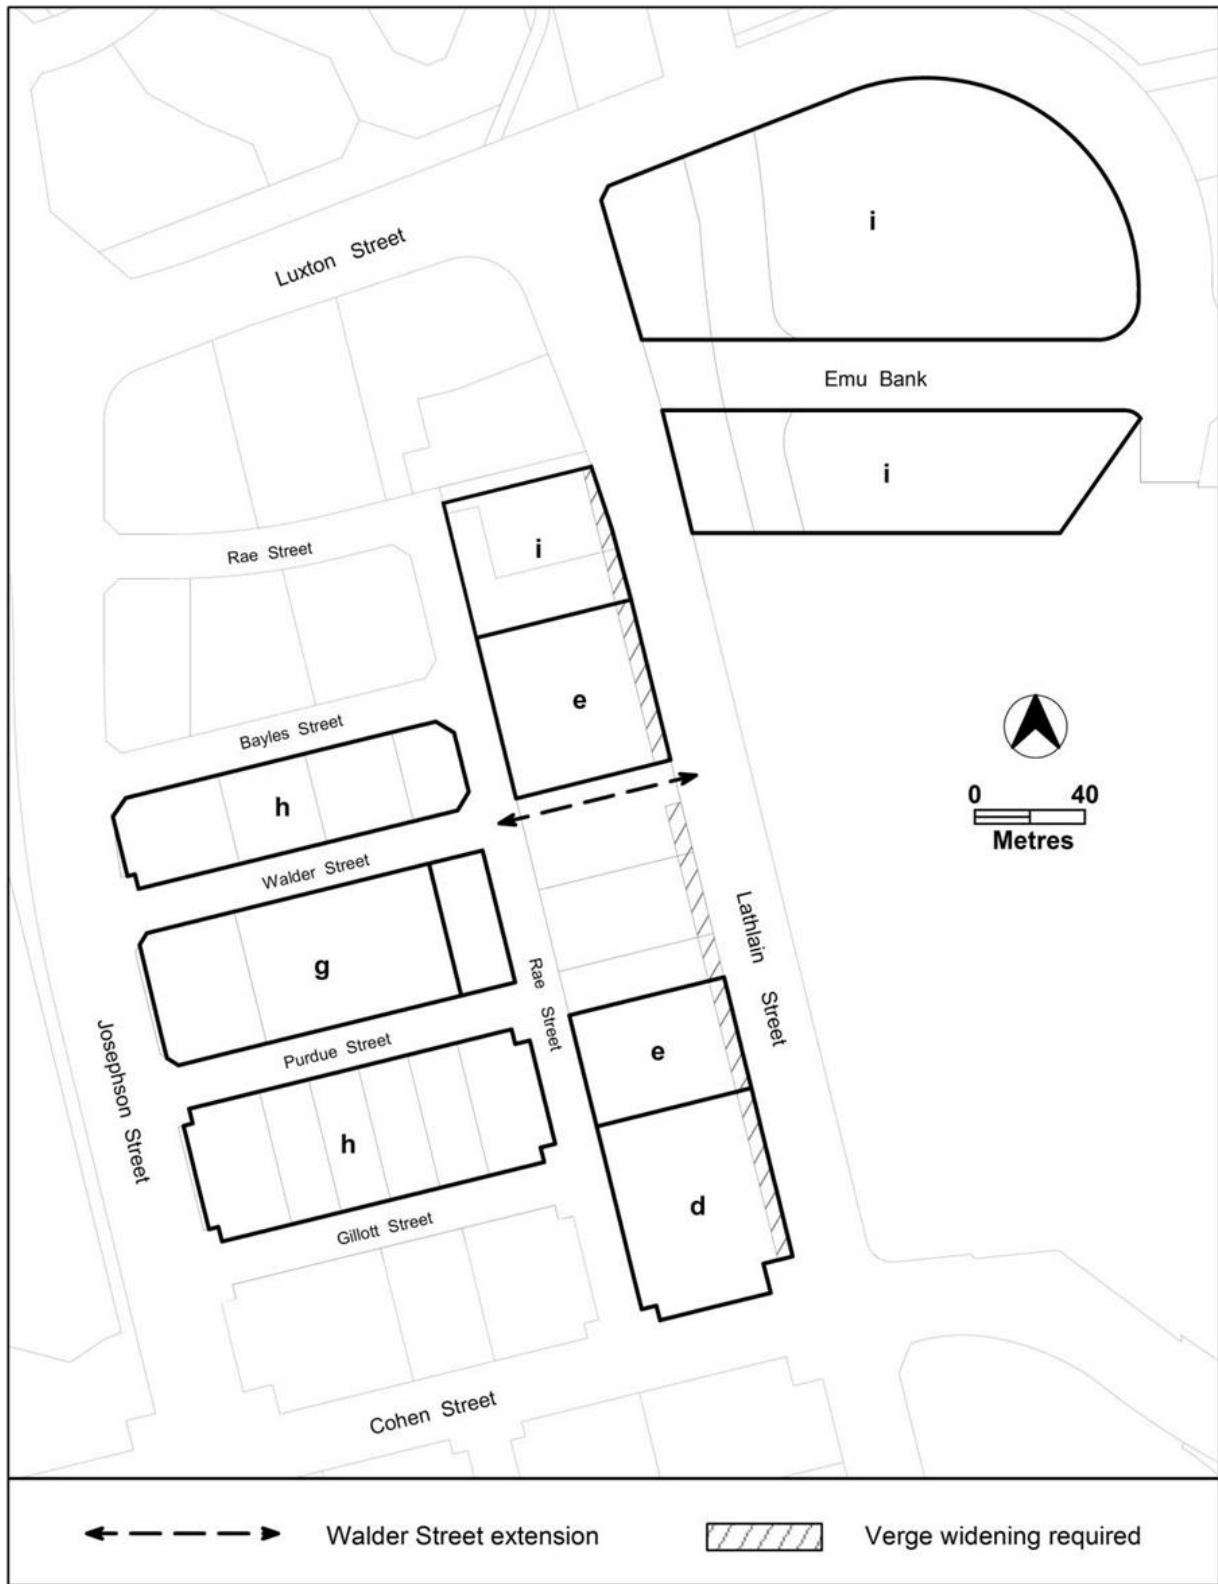 i
Luxton Street
Emu Bank
i
i
Rae Street
e
Bayles Street
h
0 40
Metres
Walder Street
Lathlain Street
g
Rae Street
Purdue Street
e
Josephson Street
h
d
Gillott Street
Cohen Street
Walder Street extension
Verge widening required